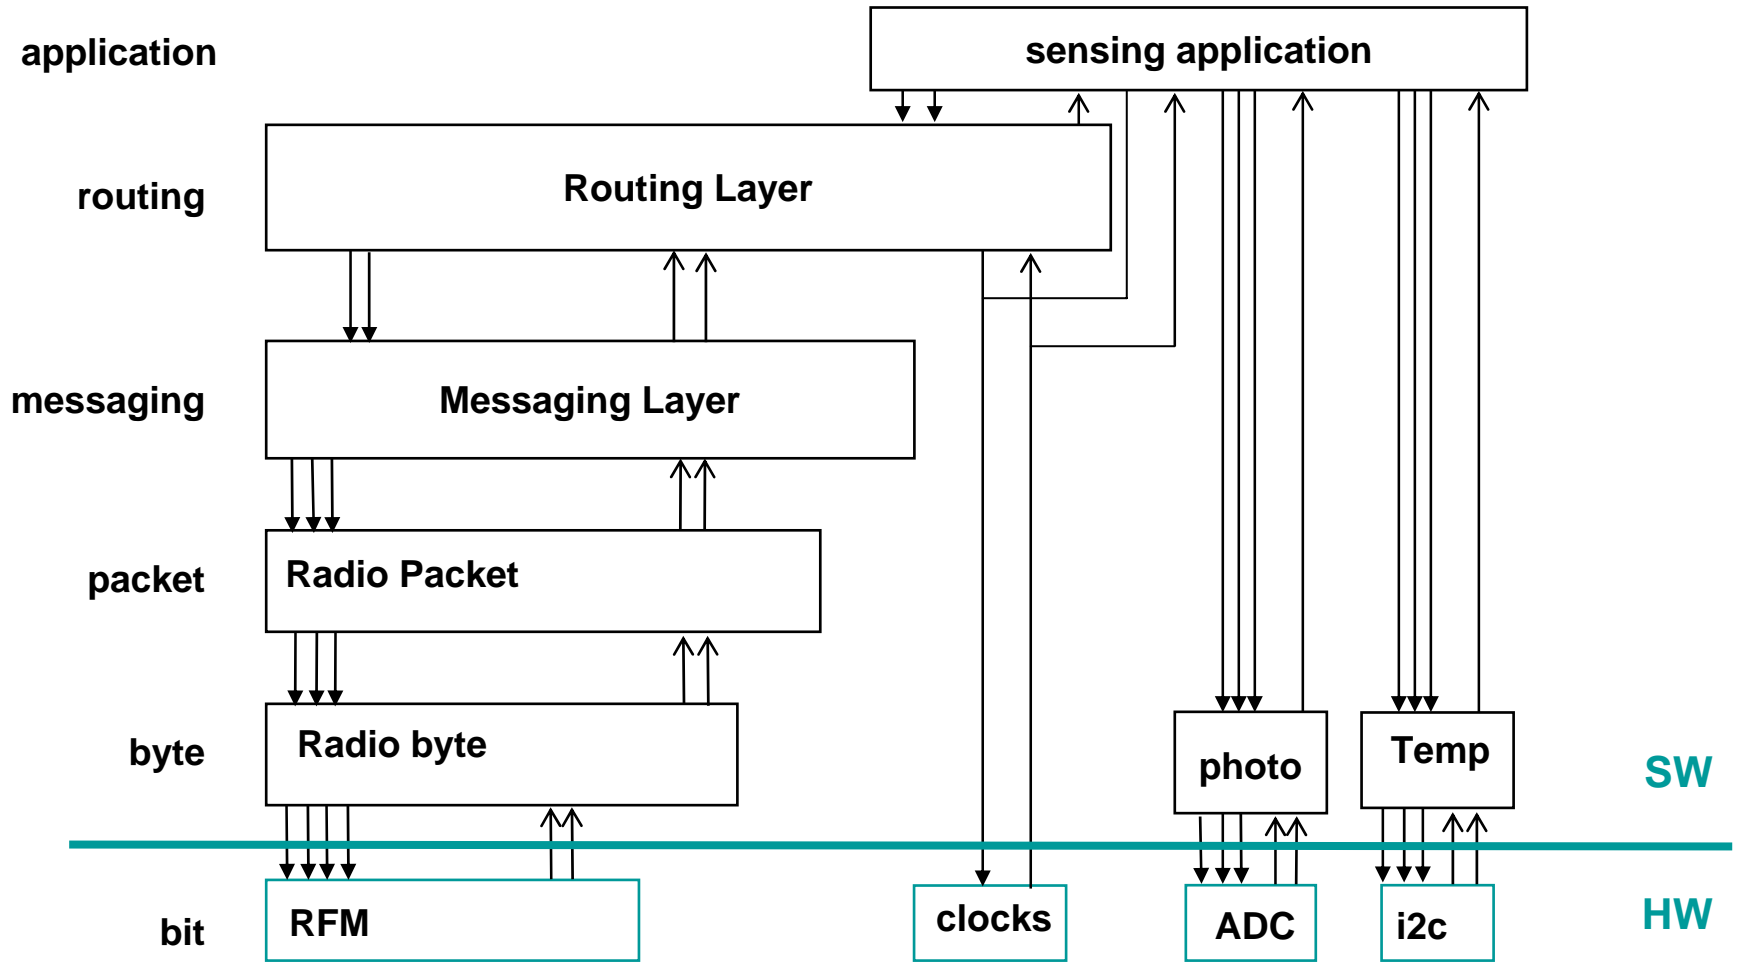 application
sensing application
routing
Routing Layer
messaging
Messaging Layer
packet
Radio Packet
byte
Radio byte
photo
Temp
SW
bit
RFM
clocks
ADC
i2c
HW